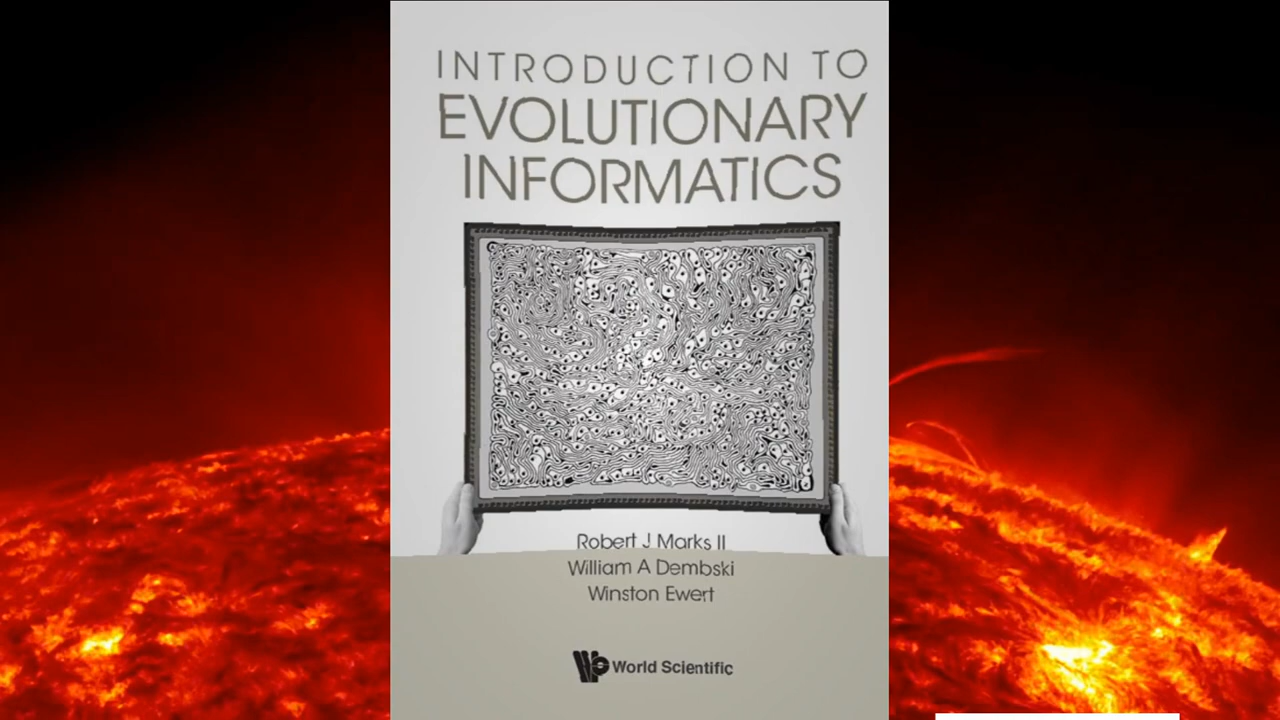 INTRODUCTION TO
EVOLUTIONARY
INFORMATICS
Robert J Marks II
William A Dembski
Winston Ewert
World Scientific